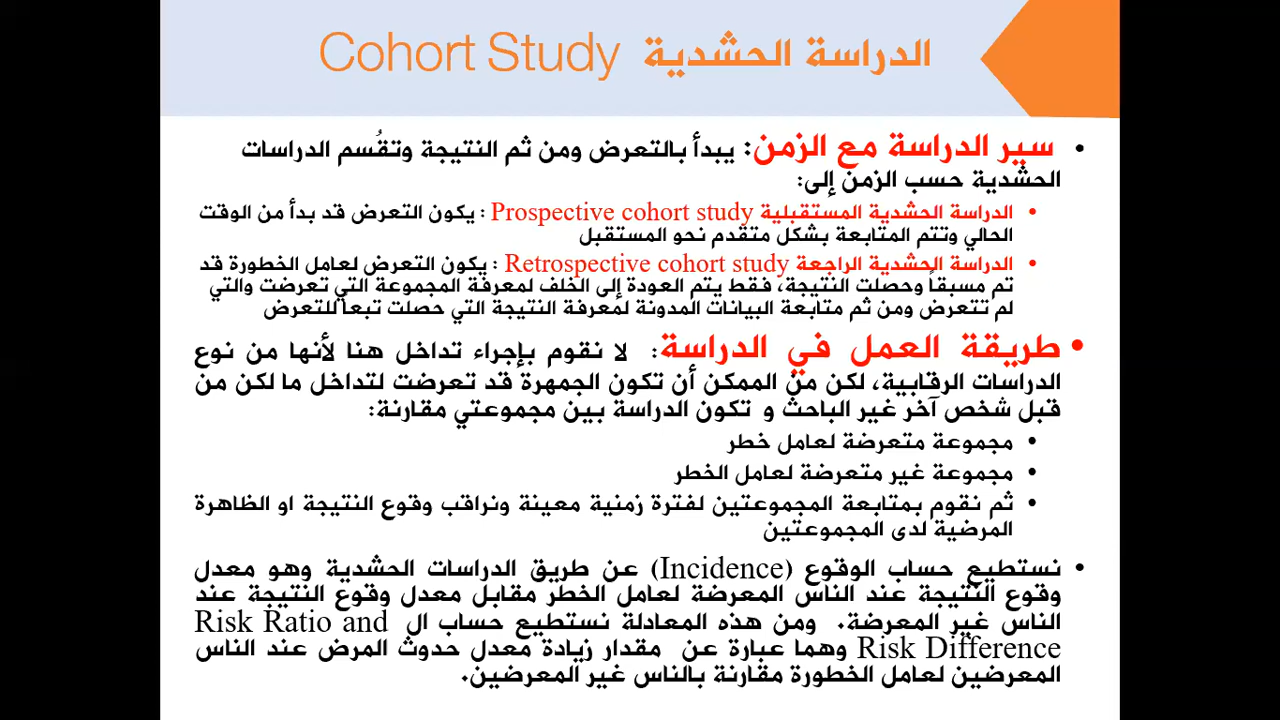 الدراسة الحشدية Cohort Study
• سير الدراسة مع الزمن: يبدأ بالتعرض ومن ثم النتيجة وتقُسم الدراسات
الحشدية حسب الزمن إلى:
• الدراسة الحشدية المستقبلية Prospective cohort study : يكون التعرض قد بدأ من الوقت
الحالي وتتم المتابعة بشكل متقدم نحو المستقبل
• الدراسة الحشدية الراجعة Retrospective cohort study : يكون التعرض لعامل الخطورة قد
تم مسبقاً وحصلت النتيجة، فقط يتم العودة إلى الخلف لمعرفة المجموعة التي تعرضت والتي
لم تتعرض ومن ثم متابعة البيانات المدونة لمعرفة النتيجة التي حصلت تبعاً للتعرض
• طريقة العمل في الدراسة: لا نقوم بإجراء تداخل هنا لأنها من نوع
الدراسات الرقابية، لكن من الممكن أن تكون الجمهرة قد تعرضت لتداخل ما لكن من
قبل شخص آخر غير الباحث و تكون الدراسة بين مجموعتي مقارنة:
• مجموعة متعرضة لعامل خطر
• مجموعة غير متعرضة لعامل الخطر
• ثم نقوم بمتابعة المجموعتين لفترة زمنية معينة ونراقب وقوع النتيجة او الظاهرة
المرضية لدى المجموعتين
• نستطيع حساب الوقوع (Incidence) عن طريق الدراسات الحشدية وهو معدل
وقوع النتيجة عند الناس المعرضة لعامل الخطر مقابل معدل وقوع النتيجة عند
الناس غير المعرضة. ومن هذه المعادلة نستطيع حساب ال Risk Ratio and
Risk Difference وهما عبارة عن مقدار زيادة معدل حدوث المرض عند الناس
المعرضين لعامل الخطورة مقارنة بالناس غير المعرضين.